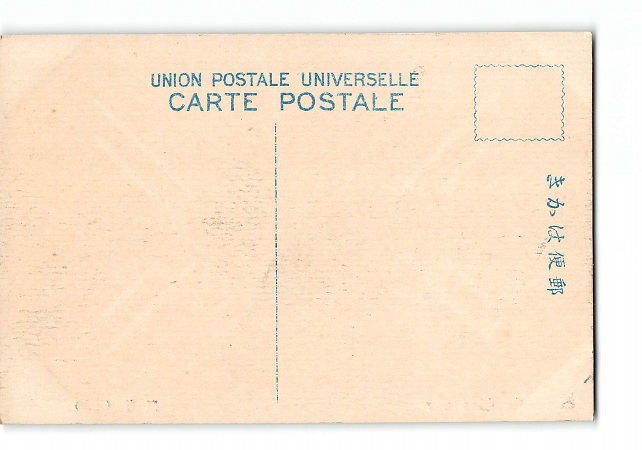 UNION POSTALE UNIVERSELLE
CARTE POSTALE
きかは便郵